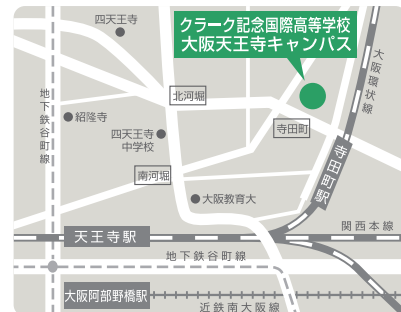 クラーク記念国際高等学校
大阪天王寺キャンパス
四天王寺
大阪環状線
地下鉄谷町線
北河堀
紹隆寺
寺田町
四天王寺
中学校
寺田町駅
南河堀
大阪教育大
関西本線
天王寺駅
地下鉄谷町線
大阪阿部野橋駅
近鉄南大阪線